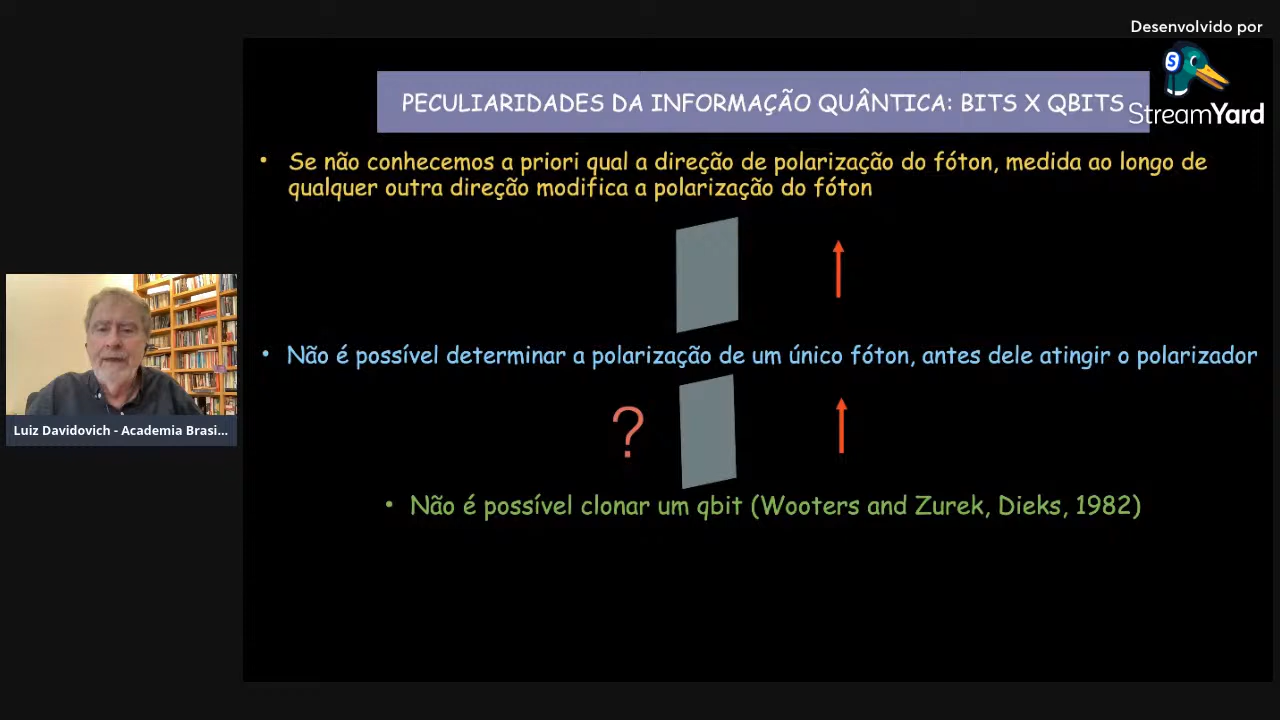 Desenvolvido por
StreamYard
PECULIARIDADES DA INFORMAÇÃO QUÂNTICA: BITS X QBITS
• Se não conhecemos a priori qual a direção de polarização do fóton, medida ao longo de
qualquer outra direção modifica a polarização do fóton
• Não é possível determinar a polarização de um único fóton, antes dele atingir o polarizador
?
• Não é possível clonar um qbit (Wooters and Zurek, Dieks, 1982)
Luiz Davidovich - Academia Brasi...